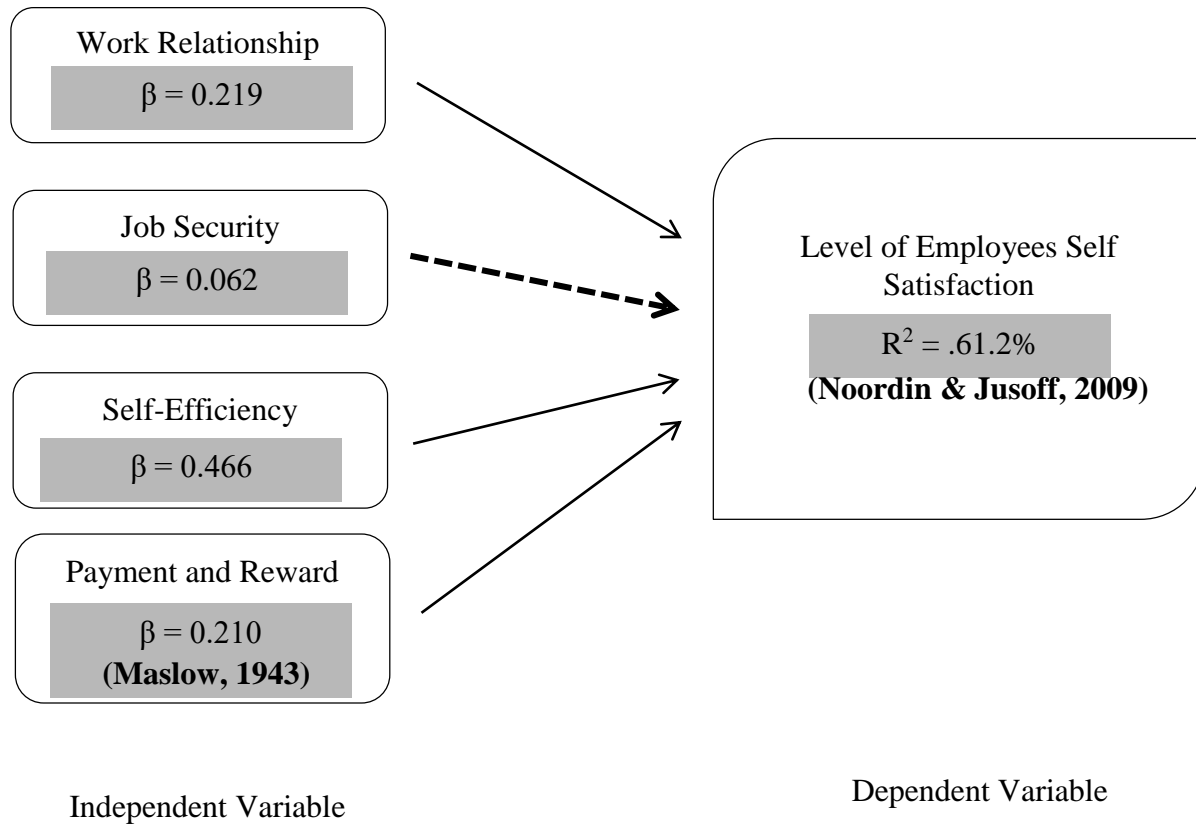 Work Relationship
β = 0.219
Job Security
β = 0.062
Self-Efficiency
β = 0.466
Payment and Reward
β = 0.210
(Maslow, 1943)
Level of Employees Self
Satisfaction
R² = .61.2%
(Noordin & Jusoff, 2009)
Independent Variable
Dependent Variable